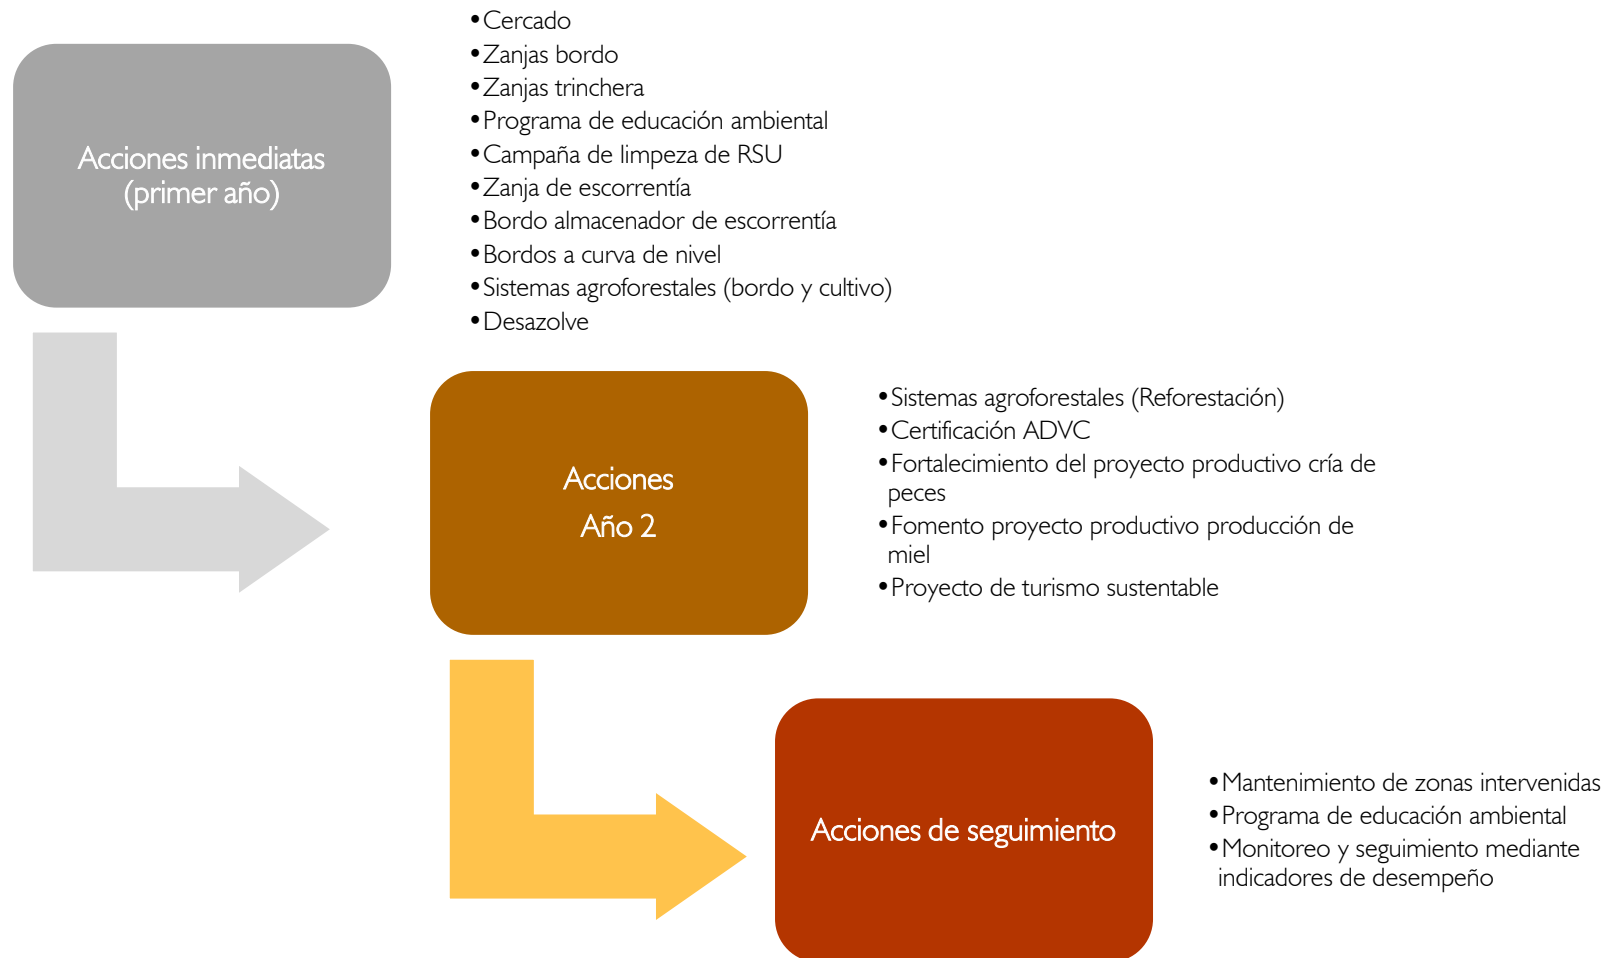 Acciones inmediatas
(primer año)
•Cercado
•Zanjas bordo
•Zanjas trinchera
•Programa de educación ambiental
•Campaña de limpeza de RSU
•Zanja de escorrentía
•Bordo almacenador de escorrentía
•Bordos a curva de nivel
•Sistemas agroforestales (bordo y cultivo)
•Desazolve
Acciones
Año 2
•Sistemas agroforestales (Reforestación)
•Certificación ADVC
•Fortalecimiento del proyecto productivo cría de
peces
•Fomento proyecto productivo producción de
miel
•Proyecto de turismo sustentable
Acciones de seguimiento
•Mantenimiento de zonas intervenidas
•Programa de educación ambiental
•Monitoreo y seguimiento mediante
indicadores de desempeño